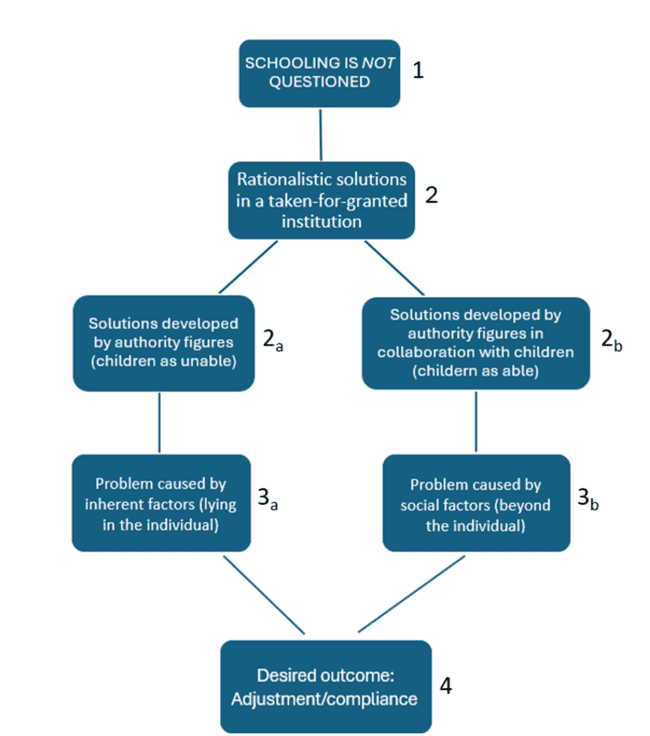 SCHOOLING IS NOT
QUESTIONED
1
Rationalistic solutions
in a taken-for-granted
institution
2
Solutions developed
by authority figures
(children as unable)
2a
Solutions developed by
authority figures in
collaboration with children
(childern as able)
2b
Problem caused by
inherent factors (lying
in the individual)
3a
Problem caused by
social factors (beyond
the individual)
3b
Desired outcome:
Adjustment/compliance
4